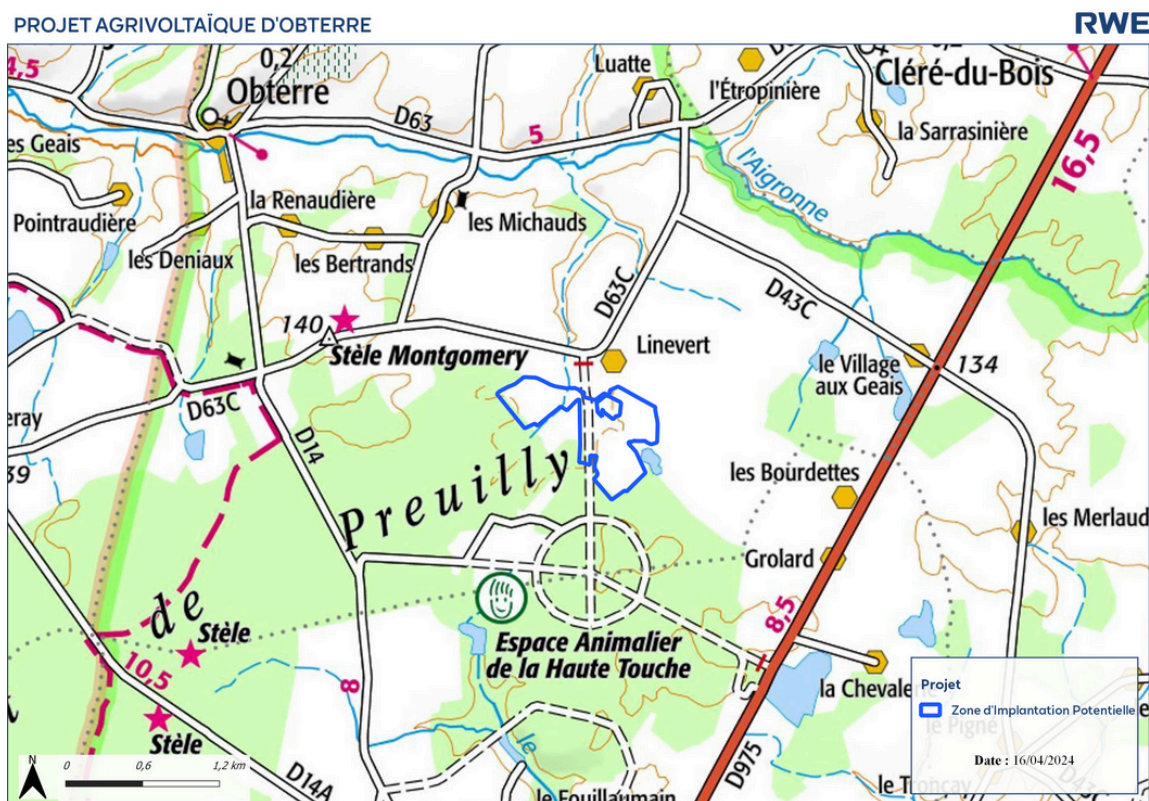 PROJET AGRIVOLTAÏQUE D'OBTERRE
RWE
4,5
0,2
Obterre
D63
5
Luatte
l'Étropinière
Cléré-du-Bois
la Sarrasinière
16,5
es Geais
Pointraudière
la Renaudière
les Michauds
l'Aigronne
les Deniaux
les Bertrands
D63C
D43C
140
Stèle Montgomery
Linevert
le Village
aux Geais
134
eray
D63C
D14
39
Preuilly
les Bourdettes
les Merlaud
Grolard
de
Stèle
Espace Animalier
de la Haute Touche
8,5
10,5
8
Stèle
la Chevalerie
Projet
Zone d'Implantation Potentielle
le Pigné
Date : 16/04/2024
N
0 0,6 1,2 km
D14A
le
le Fouillaumain
D975
le Tronçay